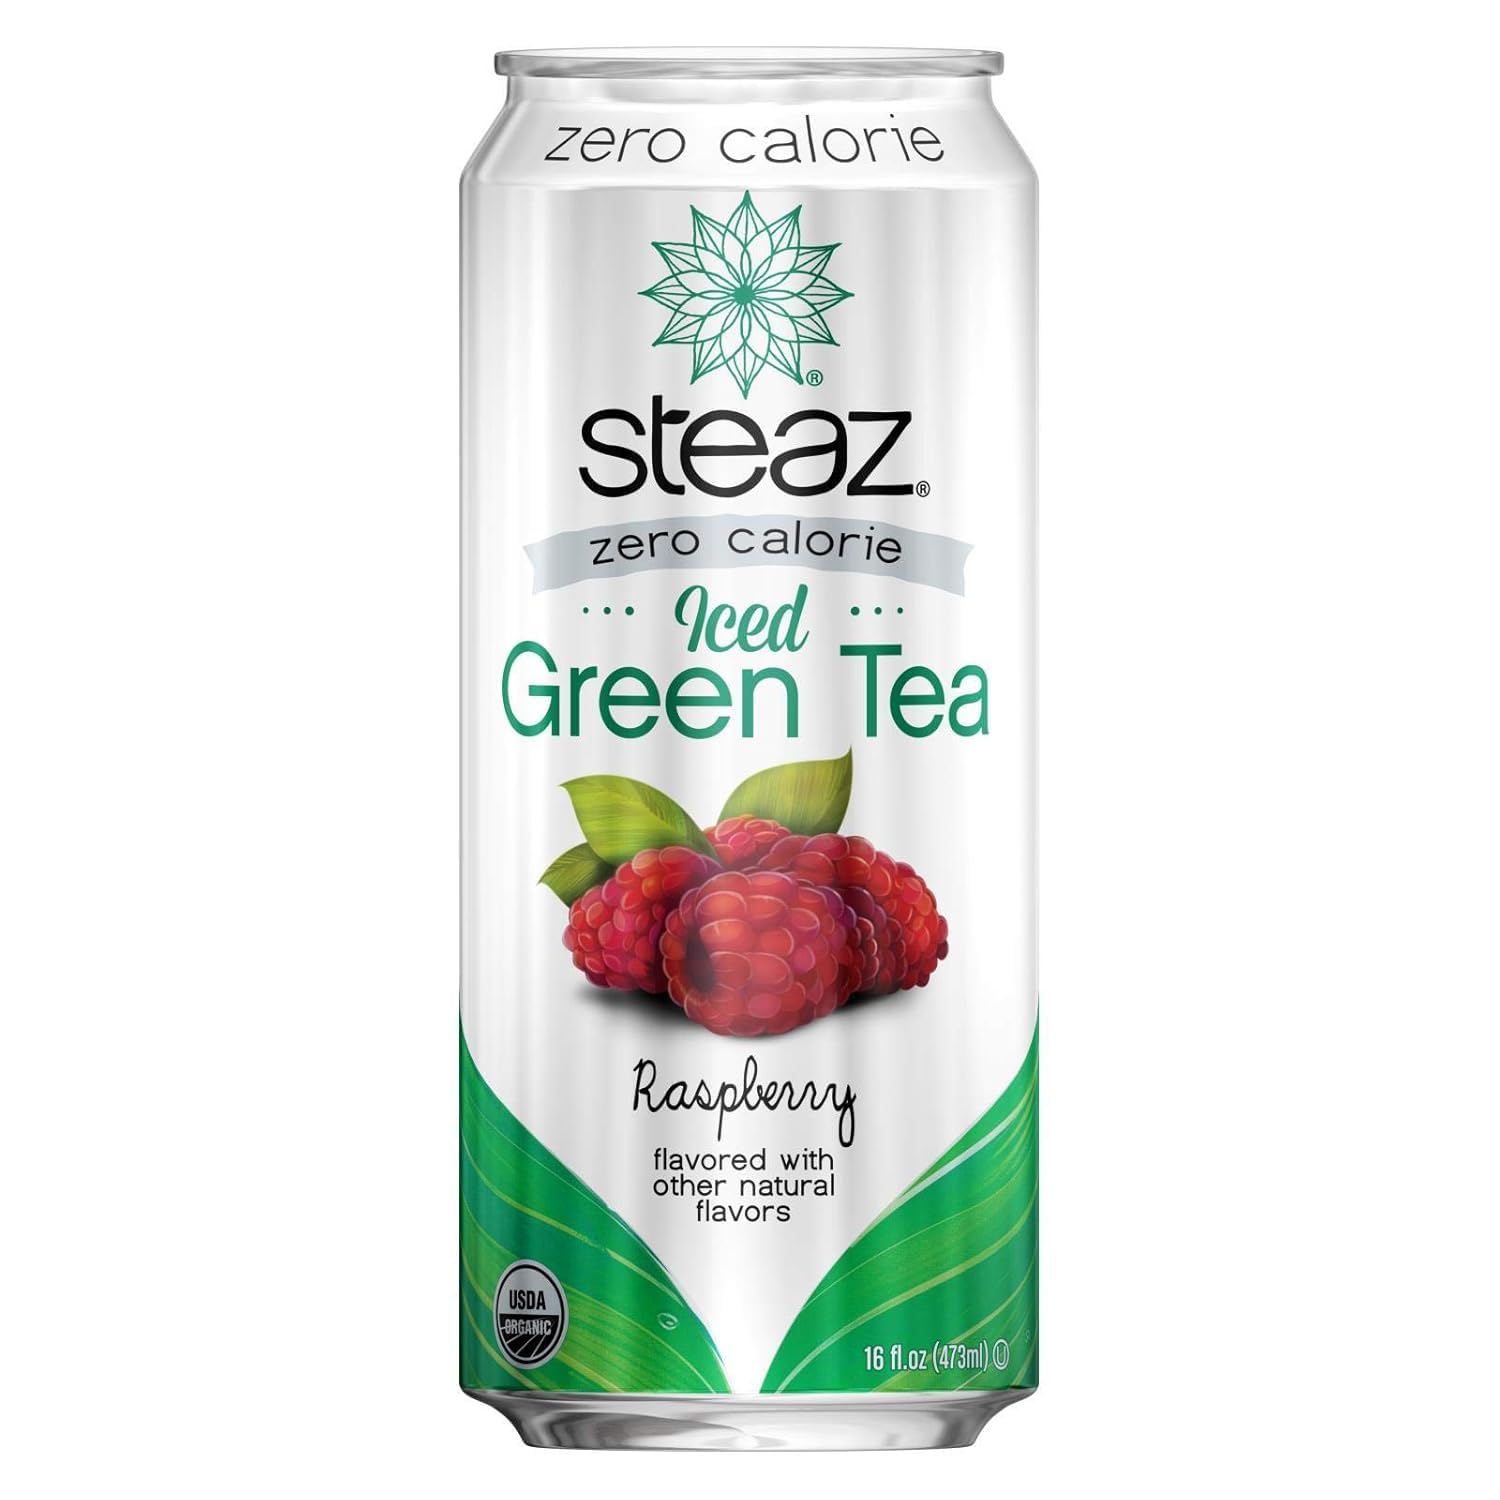 zero calorie
®
steaz®
zero calorie
Iced
Green Tea
Raspberry
flavored with
other natural
flavors
USDA
ORGANIC
16 fl.oz (473ml) U